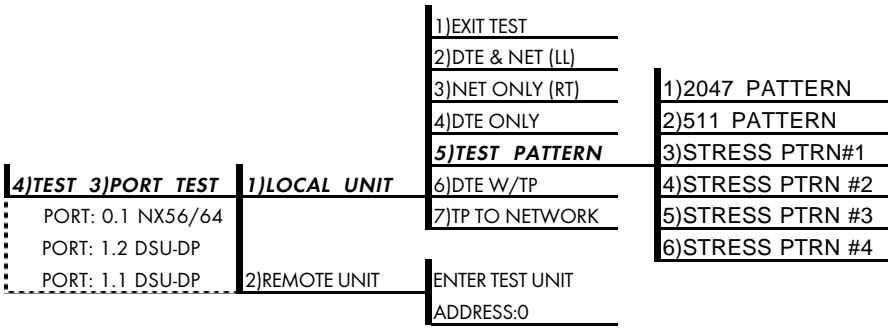 1)EXIT TEST
2)DTE & NET (LL)
3)NET ONLY (RT)
4)DTE ONLY
5)TEST PATTERN
6)DTE W/TP
7)TP TO NETWORK
1)2047 PATTERN
2)511 PATTERN
3)STRESS PTRN#1
4)STRESS PTRN #2
5)STRESS PTRN #3
6)STRESS PTRN #4
4)TEST 3)PORT TEST
1)LOCAL UNIT
PORT: 0.1 NX56/64
PORT: 1.2 DSU-DP
PORT: 1.1 DSU-DP
2)REMOTE UNIT
ENTER TEST UNIT
ADDRESS:0